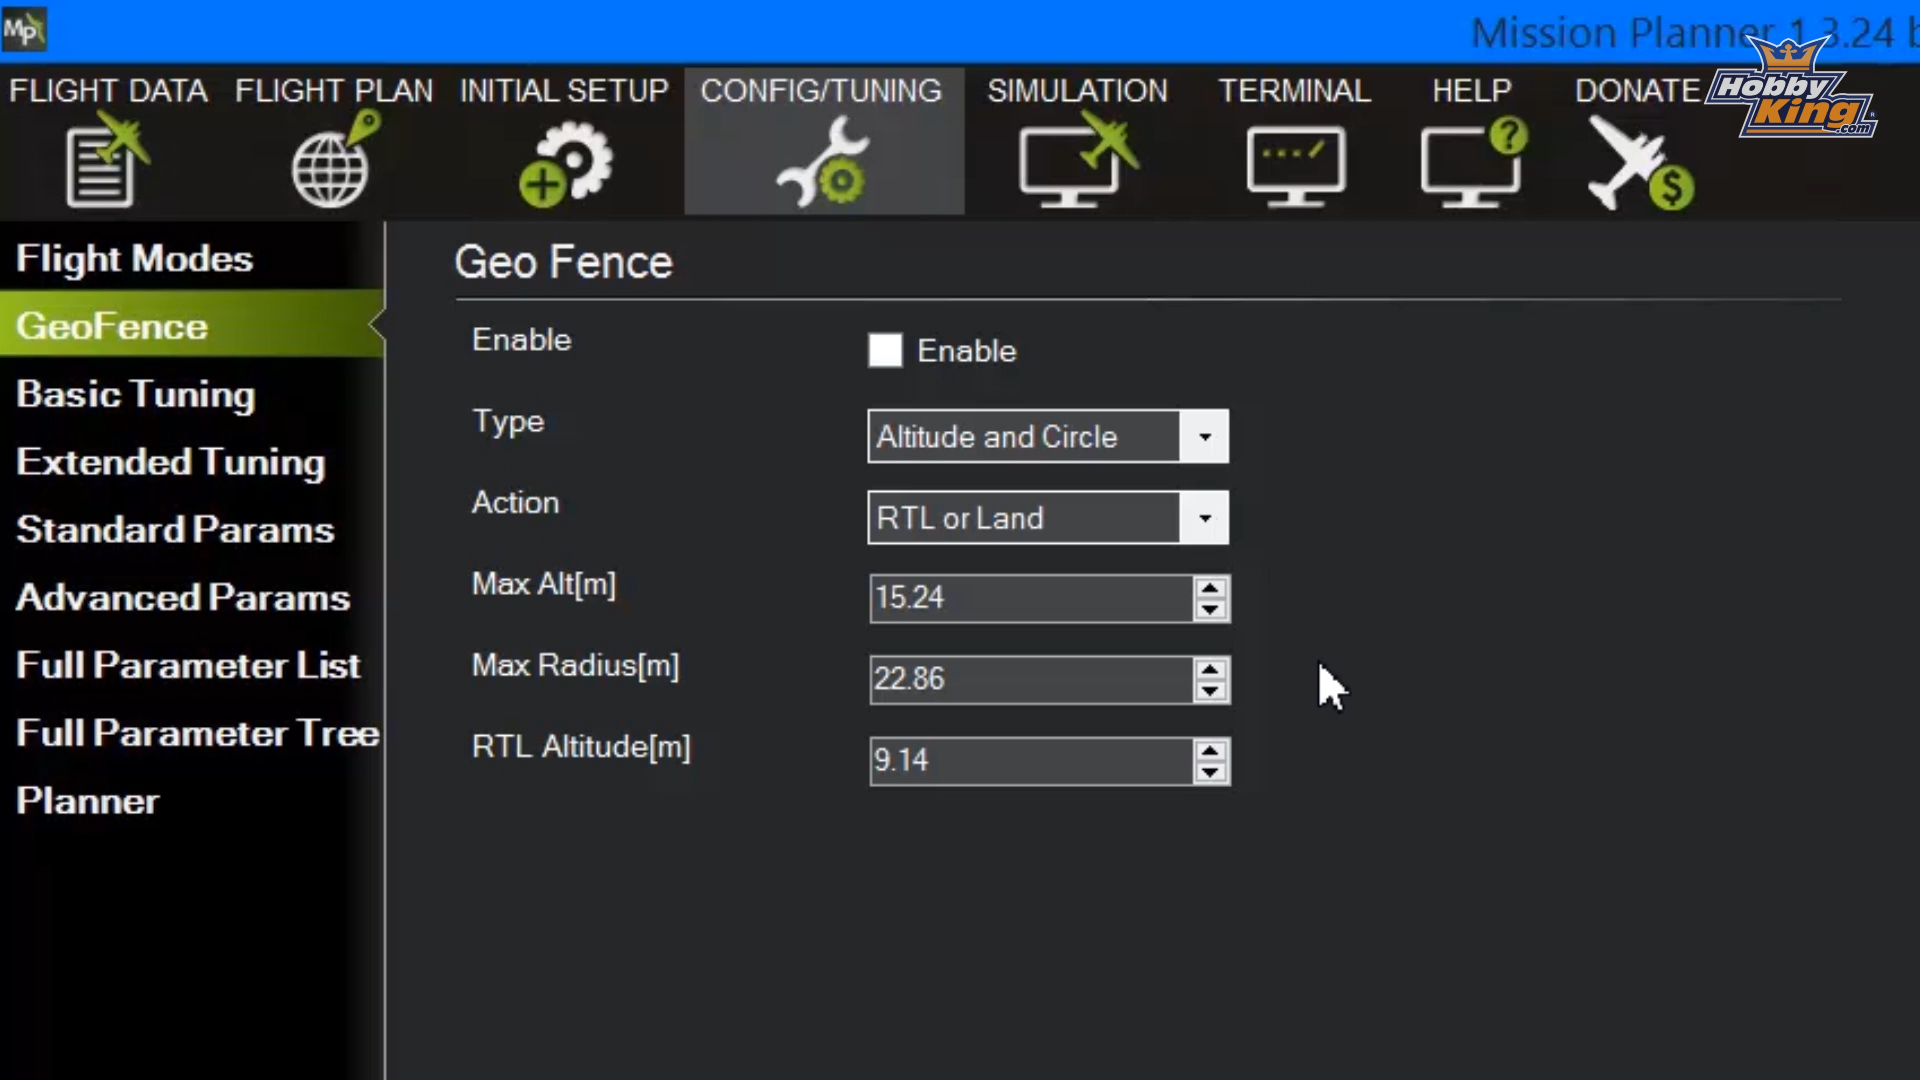 Mp
Mission Planner 1.3.24 b
FLIGHT DATA FLIGHT PLAN INITIAL SETUP CONFIG/TUNING SIMULATION TERMINAL HELP DONATE
Hobby
King
.com
Flight Modes
GeoFence
Basic Tuning
Extended Tuning
Standard Params
Advanced Params
Full Parameter List
Full Parameter Tree
Planner
Geo Fence
Enable Enable
Type Altitude and Circle
Action RTL or Land
Max Alt[m] 15.24
Max Radius[m] 22.86
RTL Altitude[m] 9.14